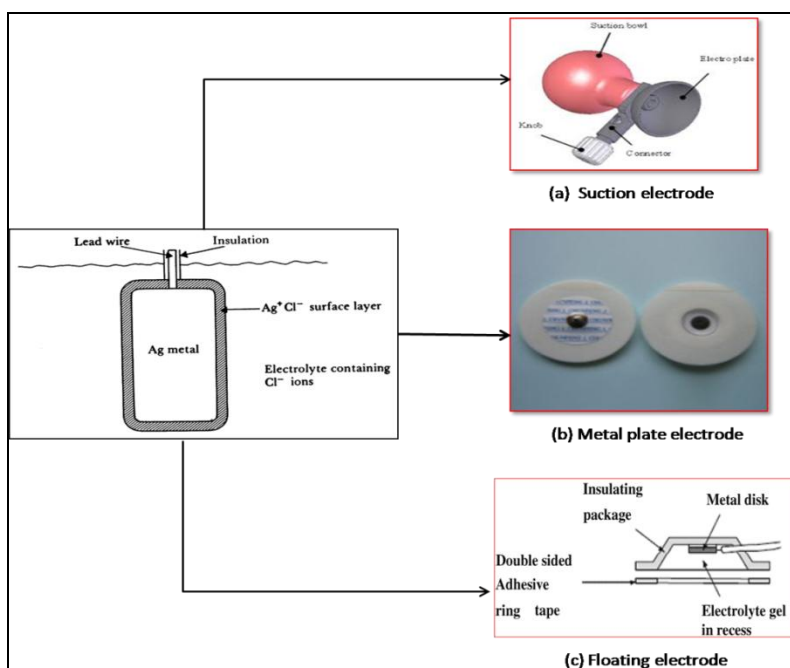 Suction bowl
Electro plate
Knob
Connector
(a) Suction electrode
Lead wire
Insulation
Ag⁺Cl⁻ surface layer
Ag metal
Electrolyte containing
Cl⁻ ions
(b) Metal plate electrode
Insulating
package
Metal disk
Double sided
Adhesive
ring tape
Electrolyte gel
in recess
(c) Floating electrode